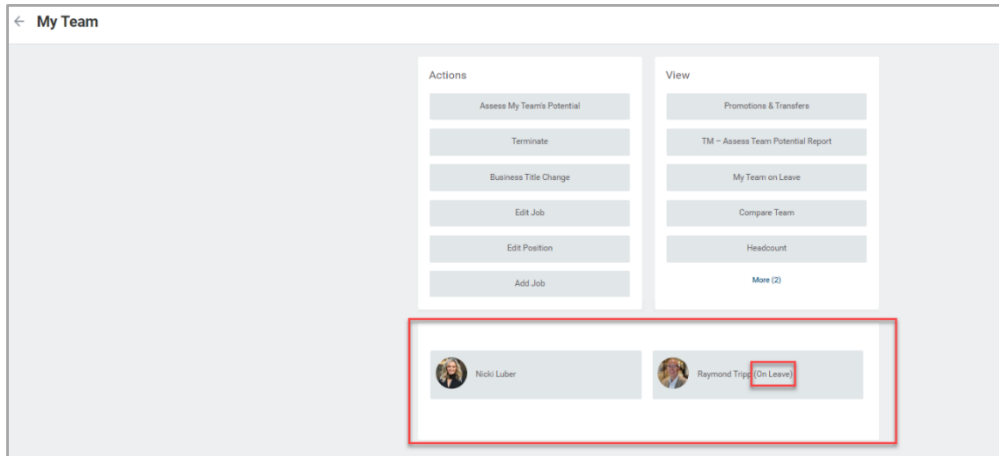 ← My Team
Actions
Assess My Team's Potential
Terminate
Business Title Change
Edit Job
Edit Position
Add Job
View
Promotions & Transfers
TM – Assess Team Potential Report
My Team on Leave
Compare Team
Headcount
More (2)
Nicki Luber
Raymond Tripp (On Leave)